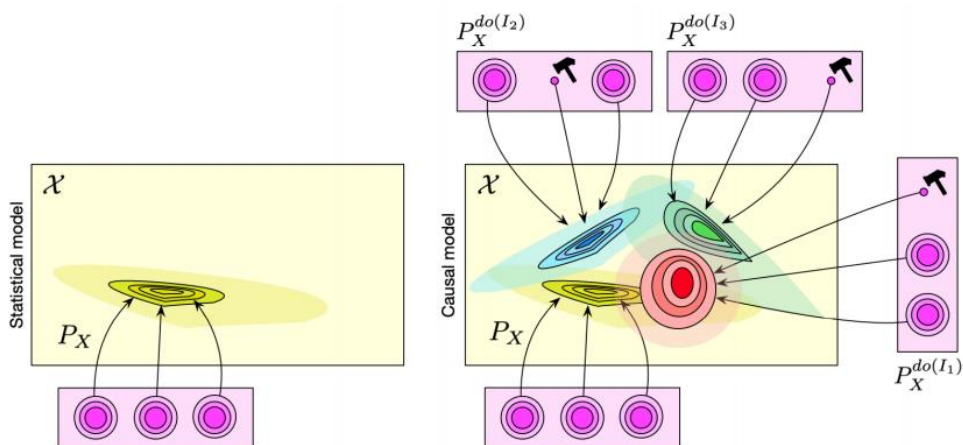 Statistical model
𝒳
P_X
P_X^{do(I_2)}
P_X^{do(I_3)}
Causal model
𝒳
P_X
P_X^{do(I_1)}